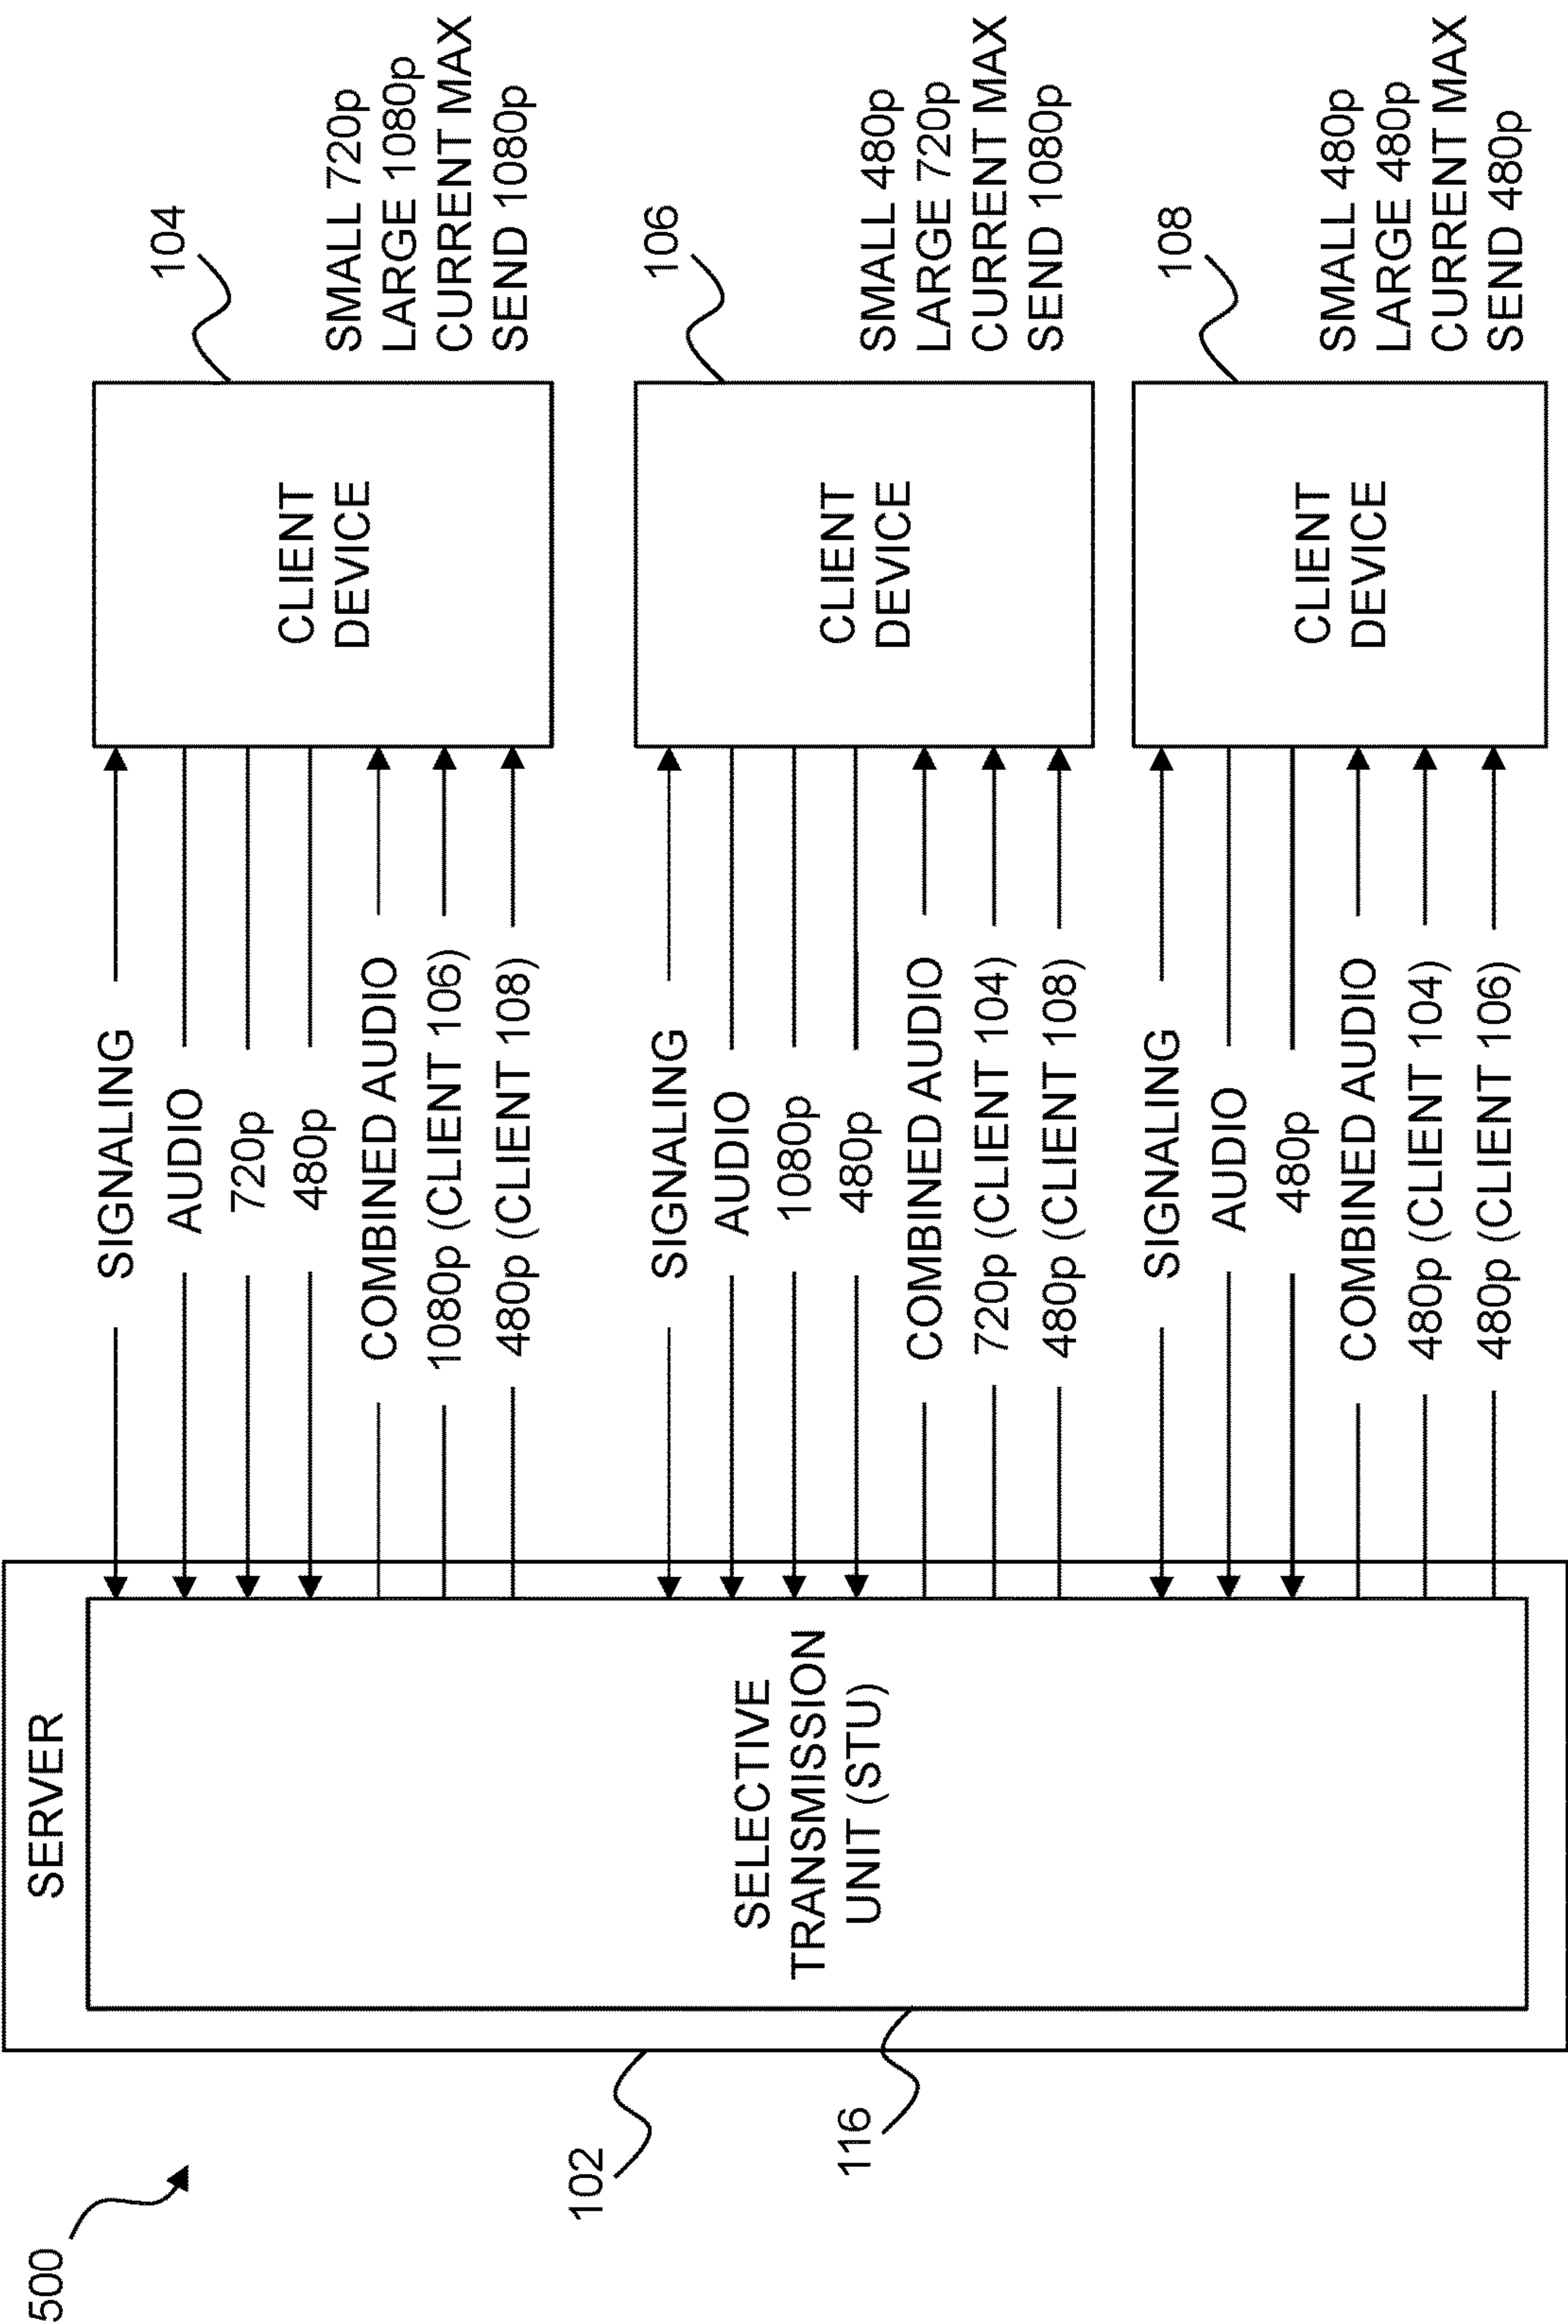 500
SERVER
102
116
SELECTIVE
TRANSMISSION
UNIT (STU)
SIGNALING
AUDIO
720p
480p
COMBINED AUDIO
1080p (CLIENT 106)
480p (CLIENT 108)
CLIENT
DEVICE
104
SMALL 720p
LARGE 1080p
CURRENT MAX
SEND 1080p
SIGNALING
AUDIO
1080p
480p
COMBINED AUDIO
720p (CLIENT 104)
480p (CLIENT 108)
CLIENT
DEVICE
106
SMALL 480p
LARGE 720p
CURRENT MAX
SEND 1080p
SIGNALING
AUDIO
480p
COMBINED AUDIO
480p (CLIENT 104)
480p (CLIENT 106)
CLIENT
DEVICE
108
SMALL 480p
LARGE 480p
CURRENT MAX
SEND 480p